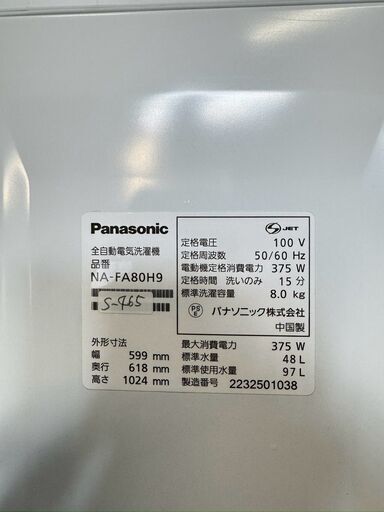 Panasonic
全自動電気洗濯機
品番
NA-FA80H9
S-465
外形寸法
幅 599 mm
奥行 618 mm
高さ 1024 mm
JET
定格電圧 100 V
定格周波数 50/60 Hz
電動機定格消費電力 375 W
定格時間 洗いのみ 15 分
標準洗濯容量 8.0 kg
PS E
パナソニック株式会社
中国製
最大消費電力 375 W
標準水量 48 L
標準使用水量 97 L
製造番号 2232501038